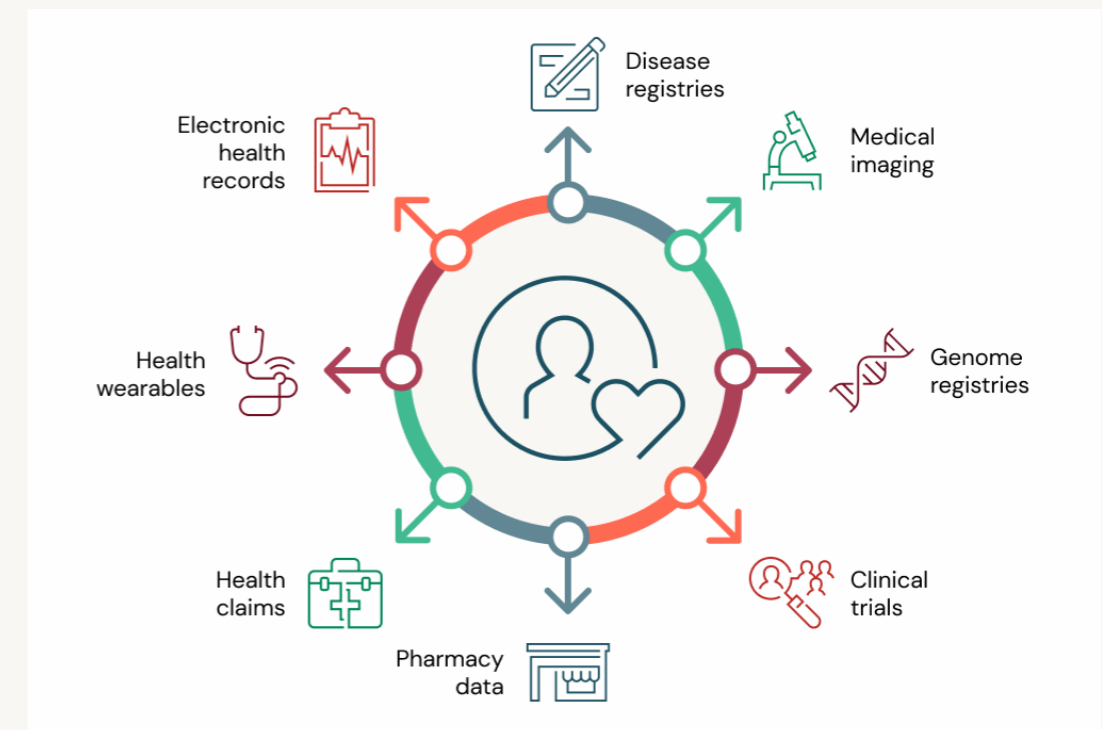 Disease
registries
Medical
imaging
Genome
registries
Clinical
trials
Pharmacy
data
Health
claims
Health
wearables
Electronic
health
records